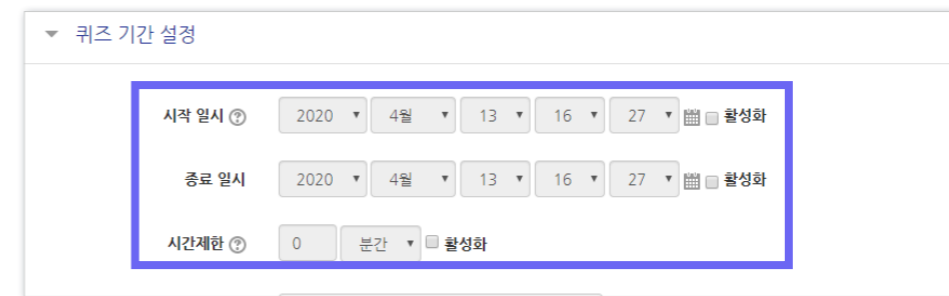 퀴즈 기간 설정
시작 일시 2020 4월 13 16 27 활성화
종료 일시 2020 4월 13 16 27 활성화
시간제한 0 분간 활성화